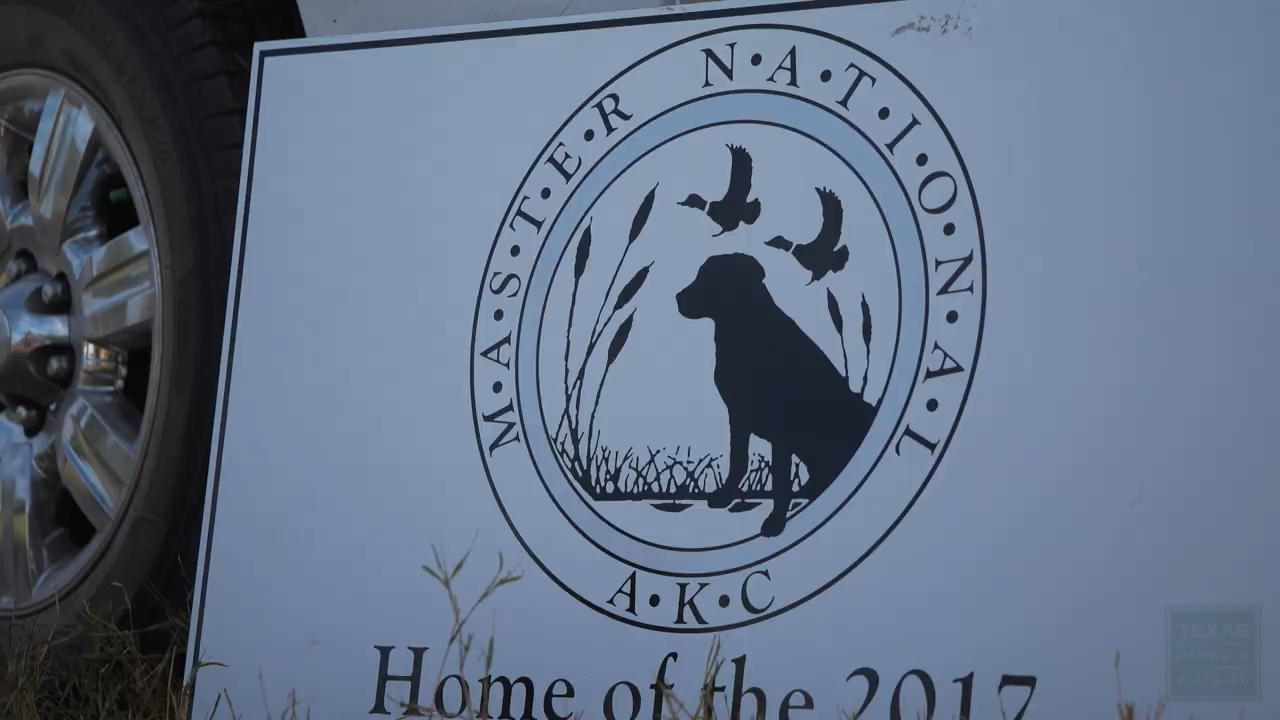 M•A•S•T•E•R N•A•T•I•O•N•A•L
A•K•C
Home of the 2017
TEXAS
PARKS &
WILDLIFE